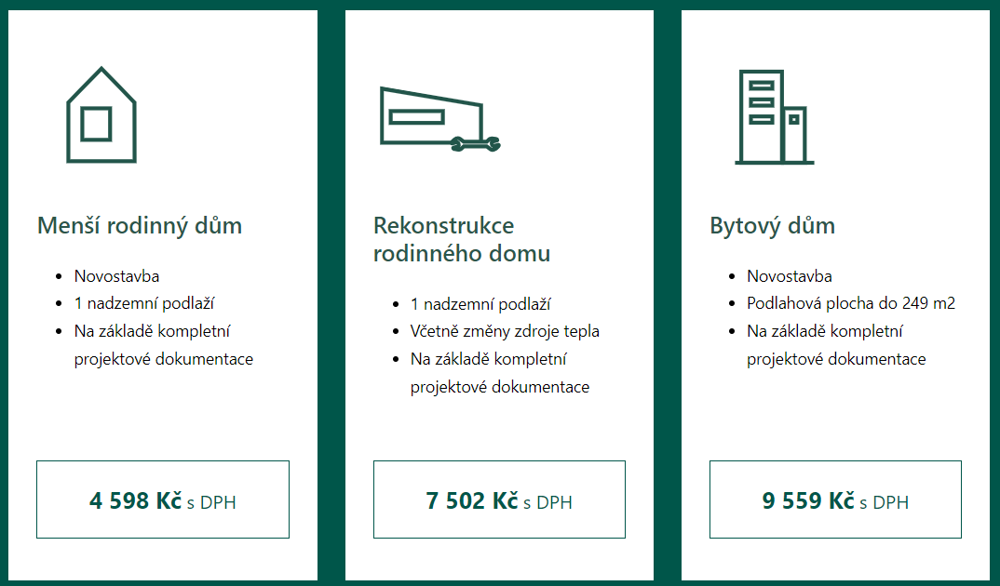 Menší rodinný dům
• Novostavba
• 1 nadzemní podlaží
• Na základě kompletní
projektové dokumentace
4 598 Kč s DPH
Rekonstrukce
rodinného domu
• 1 nadzemní podlaží
• Včetně změny zdroje tepla
• Na základě kompletní
projektové dokumentace
7 502 Kč s DPH
Bytový dům
• Novostavba
• Podlahová plocha do 249 m2
• Na základě kompletní
projektové dokumentace
9 559 Kč s DPH